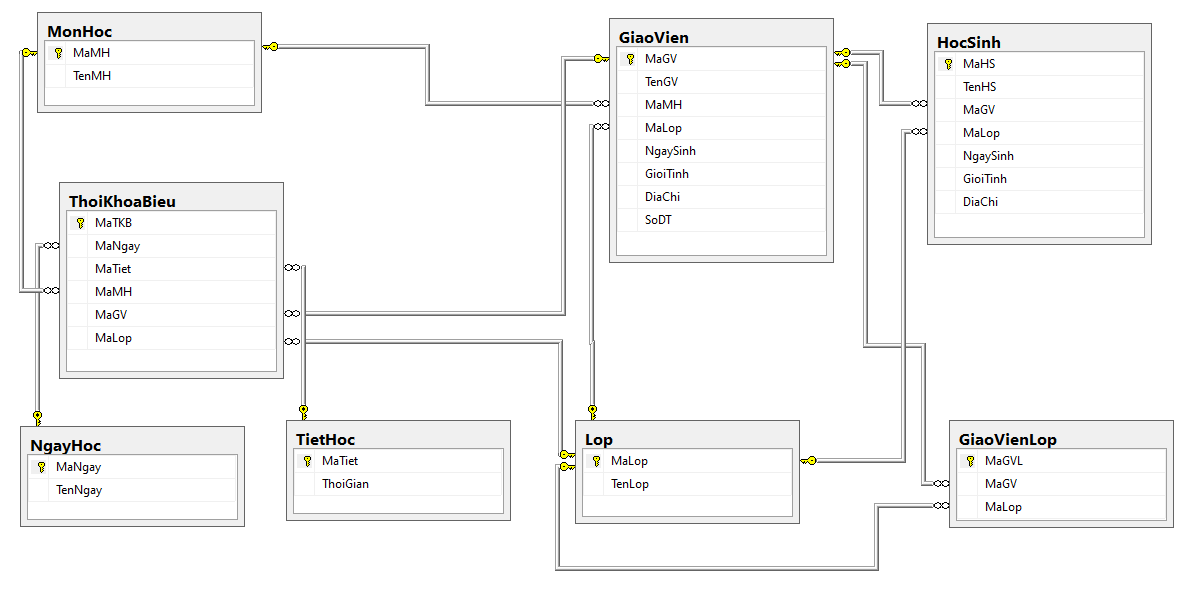 MonHoc
MaMH
TenMH
GiaoVien
MaGV
TenGV
MaMH
MaLop
NgaySinh
GioiTinh
DiaChi
SoDT
HocSinh
MaHS
TenHS
MaGV
MaLop
NgaySinh
GioiTinh
DiaChi
ThoiKhoaBieu
MaTKB
MaNgay
MaTiet
MaMH
MaGV
MaLop
NgayHoc
MaNgay
TenNgay
TietHoc
MaTiet
ThoiGian
Lop
MaLop
TenLop
GiaoVienLop
MaGVL
MaGV
MaLop